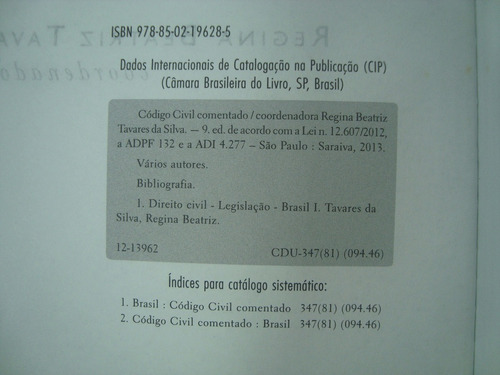 ISBN 978-85-02-19628-5
REGINA BEATRIZ TAVA
coordenado
Dados Internacionais de Catalogação na Publicação (CIP)
(Câmara Brasileira do Livro, SP, Brasil)
Código Civil comentado / coordenadora Regina Beatriz
Tavares da Silva. — 9. ed. de acordo com a Lei n. 12.607/2012,
a ADPF 132 e a ADI 4.277 – São Paulo : Saraiva, 2013.
Vários autores.
Bibliografia.
1. Direito civil - Legislação - Brasil I. Tavares da
Silva, Regina Beatriz.
12-13962
CDU-347(81) (094.46)
Índices para catálogo sistemático:
1. Brasil : Código Civil comentado 347(81) (094.46)
2. Código Civil comentado : Brasil 347(81) (094.46)